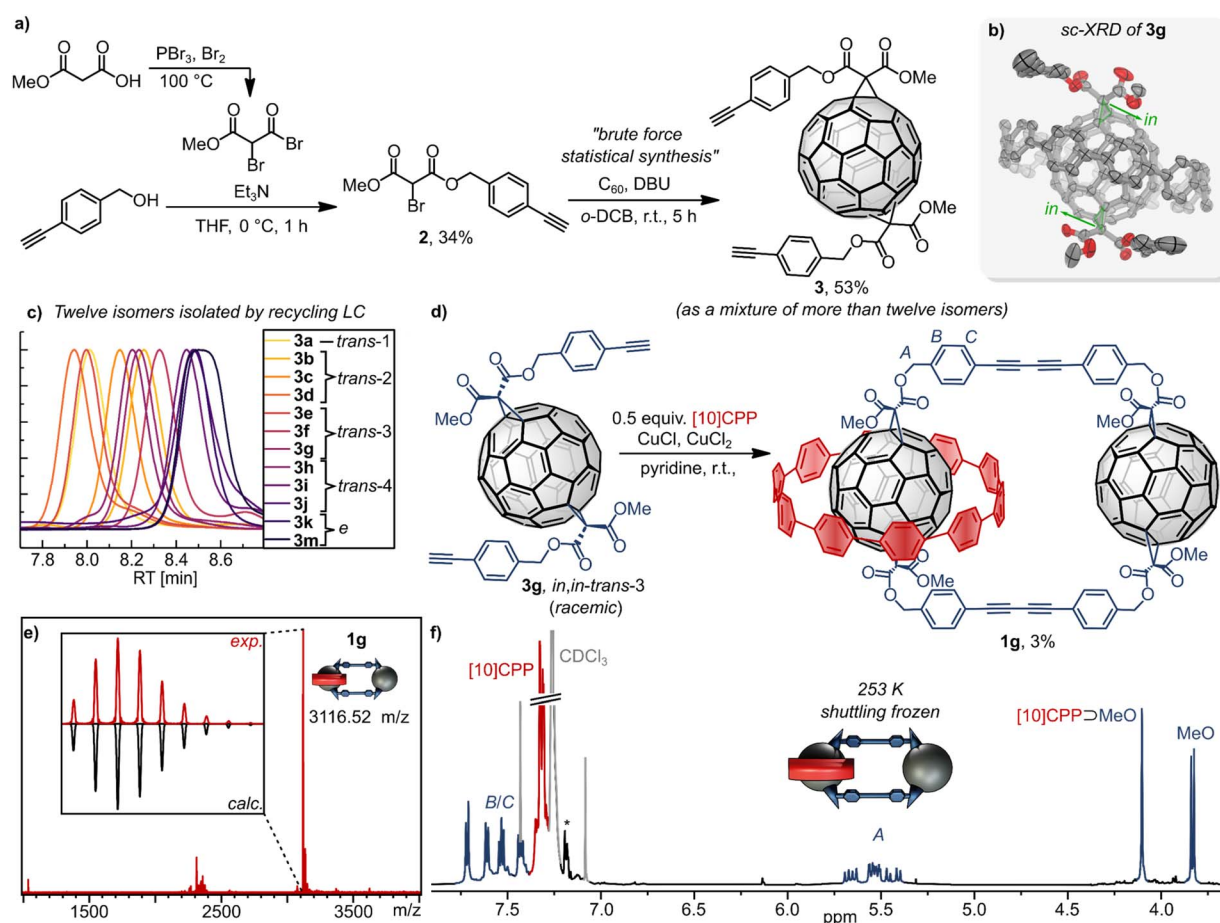 a)
O
O
MeO
OH
PBr3, Br2
100 °C
O
O
MeO
Br
Br
OH
Et3N
THF, 0 °C, 1 h
O
O
MeO
O
Br
2, 34%
"brute force
statistical synthesis"
C60, DBU
o-DCB, r.t., 5 h
O
O
O
OMe
MeO
O
O
O
O
3, 53%
(as a mixture of more than twelve isomers)
b)
sc-XRD of 3g
in
in
c)
Twelve isomers isolated by recycling LC
3a
trans-1
3b
3c
trans-2
3d
3e
3f
trans-3
3g
3h
3i
trans-4
3j
3k
e
3m
7.8
8.0
8.2
8.4
8.6
RT [min]
d)
O
O
O
MeO
O
OMe
O
O
O
O
3g, in,in-trans-3
(racemic)
0.5 equiv. [10]CPP
CuCl, CuCl2
pyridine, r.t.,
A
B
C
O
O
O
MeO
O
O
O
O
MeO
O
O
OMe
O
O
MeO
O
O
O
1g, 3%
e)
exp.
calc.
1g
3116.52 m/z
1000
2000
3000
4000
m/z
f)
[10]CPP
CDCl3
B/C
*
253 K
shuttling frozen
A
[10]CPP⊃MeO
MeO
7.5
7.0
6.5
6.0
5.5
5.0
4.5
4.0
ppm